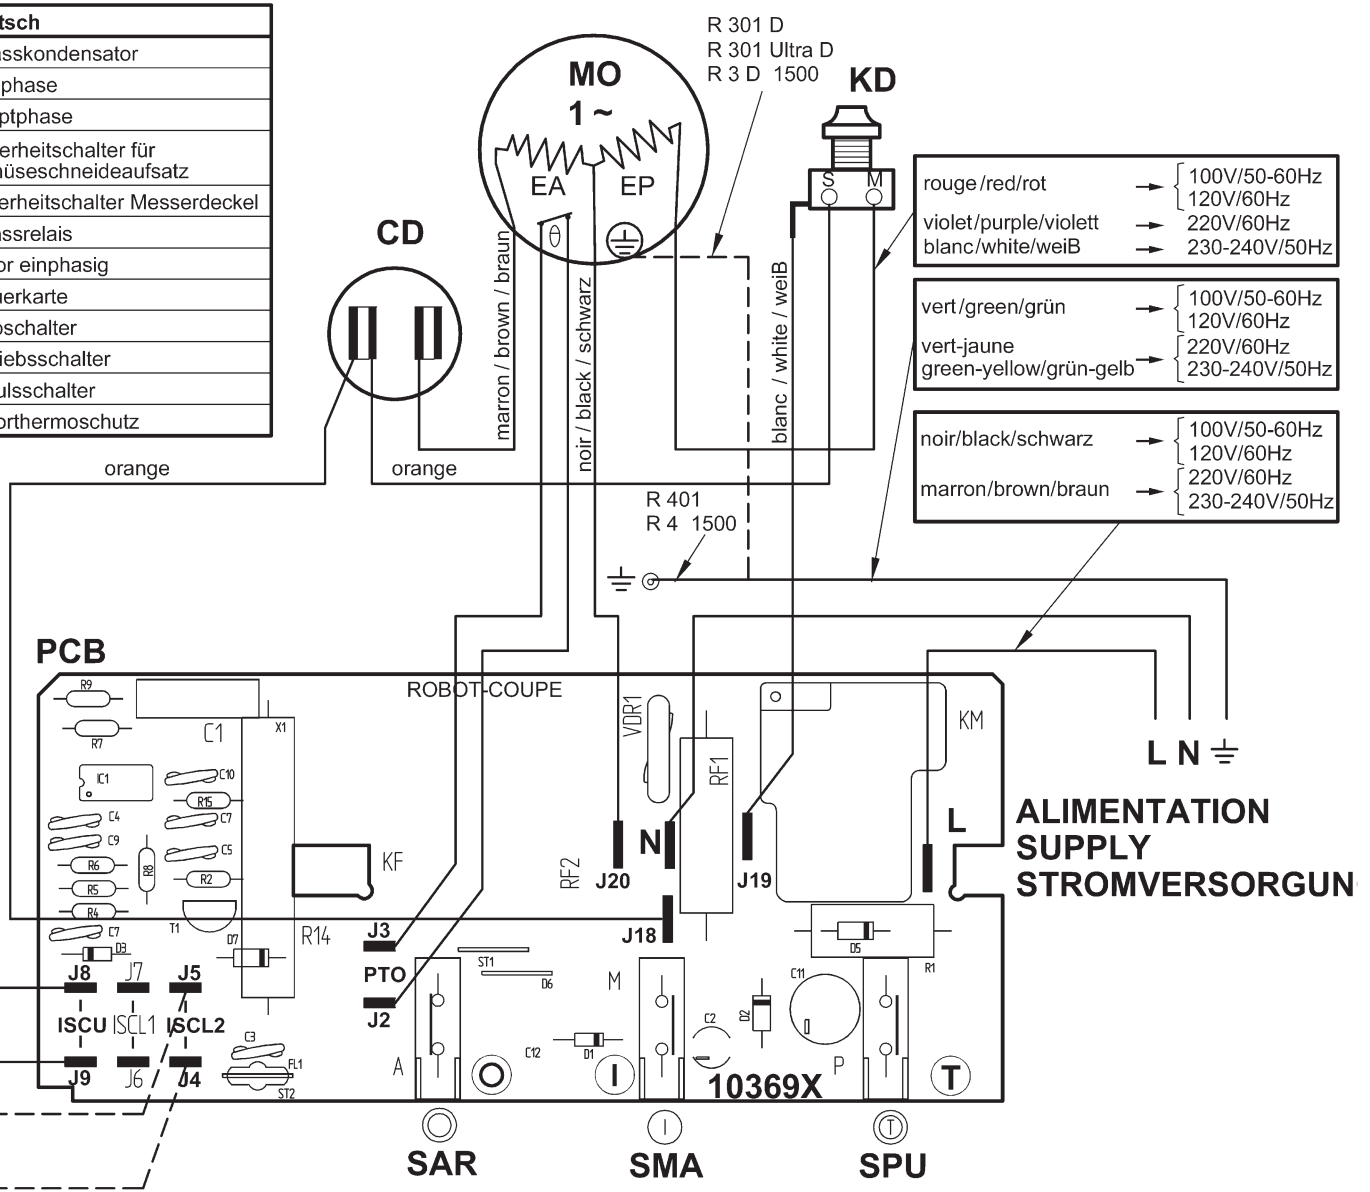 tsch
asskondensator
phase
ptphase
erheitschalter für
nüseschneideaufsatz
erheitschalter Messerdeckel
assrelais
or einphasig
uerkarte
oschalter
iebsschalter
ulsschalter
orthermoschutz
R 301 D
R 301 Ultra D
R 3 D 1500
MO
1 ~
EA
EP
θ
KD
S
M
CD
marron / brown / braun
noir / black / schwarz
blanc / white / weiB
orange
orange
rouge/red/rot
100V/50-60Hz
120V/60Hz
violet/purple/violett
220V/60Hz
blanc/white/weiB
230-240V/50Hz
vert/green/grün
100V/50-60Hz
120V/60Hz
vert-jaune
220V/60Hz
green-yellow/grün-gelb
230-240V/50Hz
noir/black/schwarz
100V/50-60Hz
120V/60Hz
marron/brown/braun
220V/60Hz
230-240V/50Hz
R 401
R 4 1500
PCB
ROBOT-COUPE
R9
R7
C1
X1
IC1
C10
R15
C4
C7
C9
C5
R6
R8
R5
R2
R4
C7
T1
D3
D7
R14
KF
VDR1
RF1
RF2
KM
J20
N
J19
L
J18
J3
PTO
J2
ST1
D6
D5
R1
J8
J7
J5
ISCU
ISCL1
ISCL2
J9
J6
J4
C3
FL1
ST2
M
C2
D2
C11
C12
D1
A
O
I
P
T
10369X
I
T
SAR
SMA
SPU
L N
ALIMENTATION
SUPPLY
STROMVERSORGUN